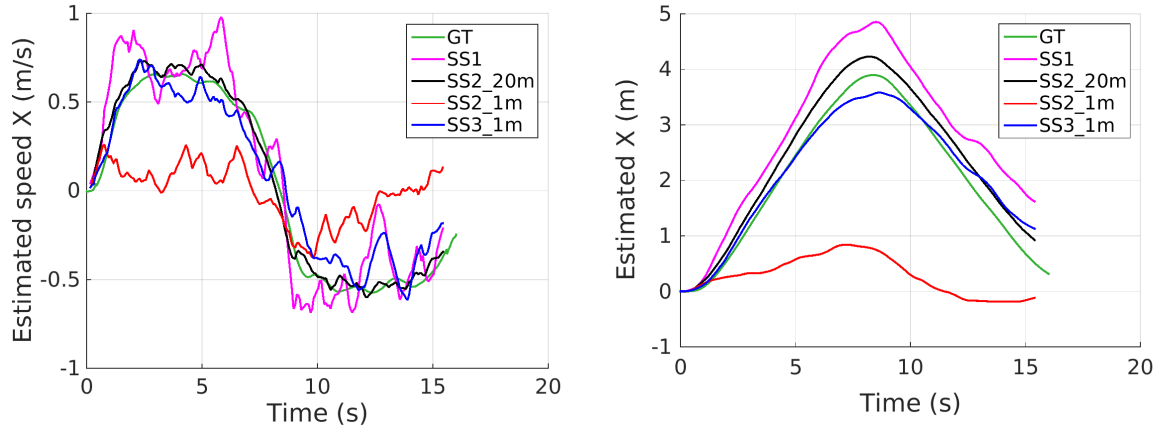 Estimated speed X (m/s)
1
0.5
0
-0.5
-1
0
5
10
15
20
Time (s)
GT
SS1
SS2_20m
SS2_1m
SS3_1m
Estimated X (m)
5
4
3
2
1
0
-1
0
5
10
15
20
Time (s)
GT
SS1
SS2_20m
SS2_1m
SS3_1m